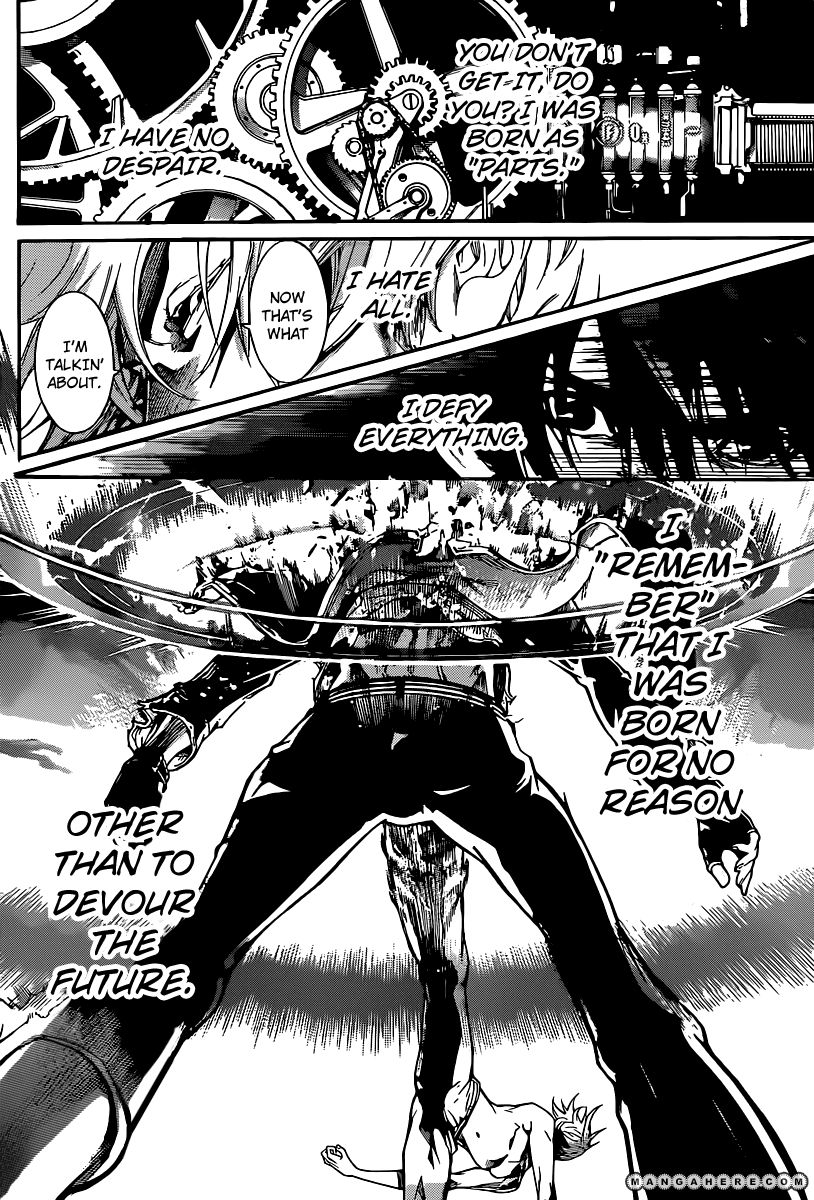 YOU DON'T
GET IT, DO
YOU? I WAS
BORN AS
"PARTS."
I HAVE NO
DESPAIR.
I HATE
ALL.
NOW
THAT'S
WHAT
I'M
TALKIN'
ABOUT.
I DEFY
EVERYTHING.
I
"REMEM-
BER"
THAT I
WAS
BORN
FOR NO
REASON
OTHER
THAN TO
DEVOUR
THE
FUTURE.
MANGAHERE.COM